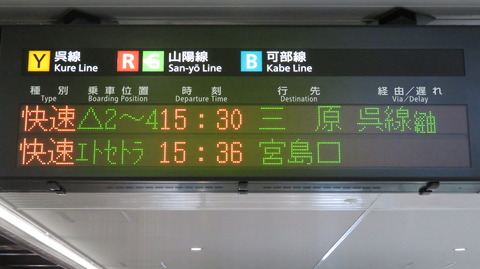 Y 呉線 R G 山陽線 B 可部線
Kure Line San-yō Line Kabe Line
種別 乗車位置 時刻 行先 経由/遅れ
Type Boarding Position Departure Time Destination Via/Delay
快速 △2～4 15:30 三原 呉線経由
快速 エトセトラ 15:36 宮島口